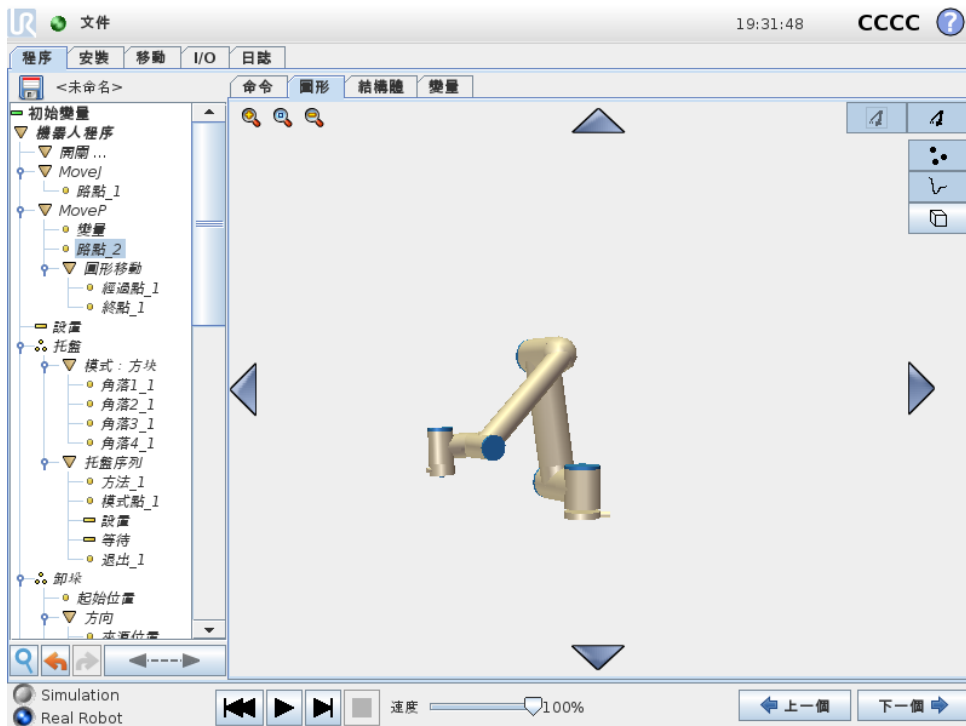 UR 文件 19:31:48 CCCC ?
程序 安裝 移動 I/O 日誌
<未命名> 命令 圖形 結構體 變量
初始變量
機器人程序
開關 ...
MoveJ
路點_1
MoveP
變量
路點_2
圓形移動
經過點_1
終點_1
設置
托盤
模式：方块
角落1_1
角落2_1
角落3_1
角落4_1
托盤序列
方法_1
模式點_1
設置
等待
退出_1
卸垛
起始位置
方向
來源位置
Simulation
Real Robot
速度 100% 上一個 下一個